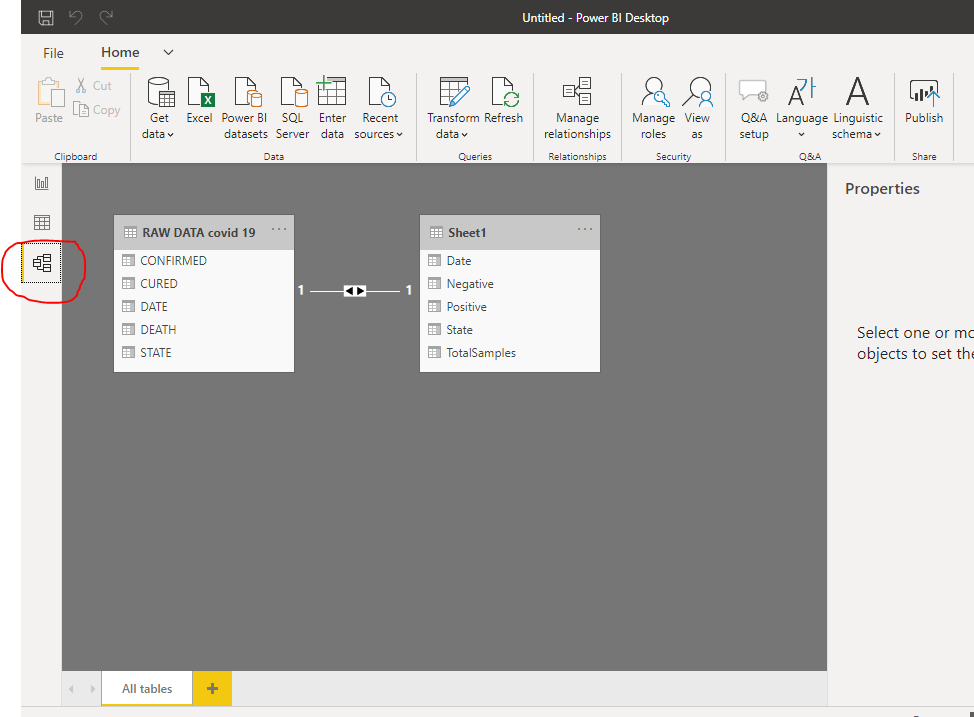 Untitled - Power BI Desktop
File
Home
Paste
Cut
Copy
Get
data
Excel
Power BI
datasets
SQL
Server
Enter
data
Recent
sources
Transform
data
Refresh
Manage
relationships
Manage
roles
View
as
Q&A
setup
Language
Linguistic
schema
Publish
Clipboard
Data
Queries
Relationships
Security
Q&A
Share
RAW DATA covid 19
CONFIRMED
CURED
DATE
DEATH
STATE
1
1
Sheet1
Date
Negative
Positive
State
TotalSamples
Properties
Select one or mo
objects to set the
All tables